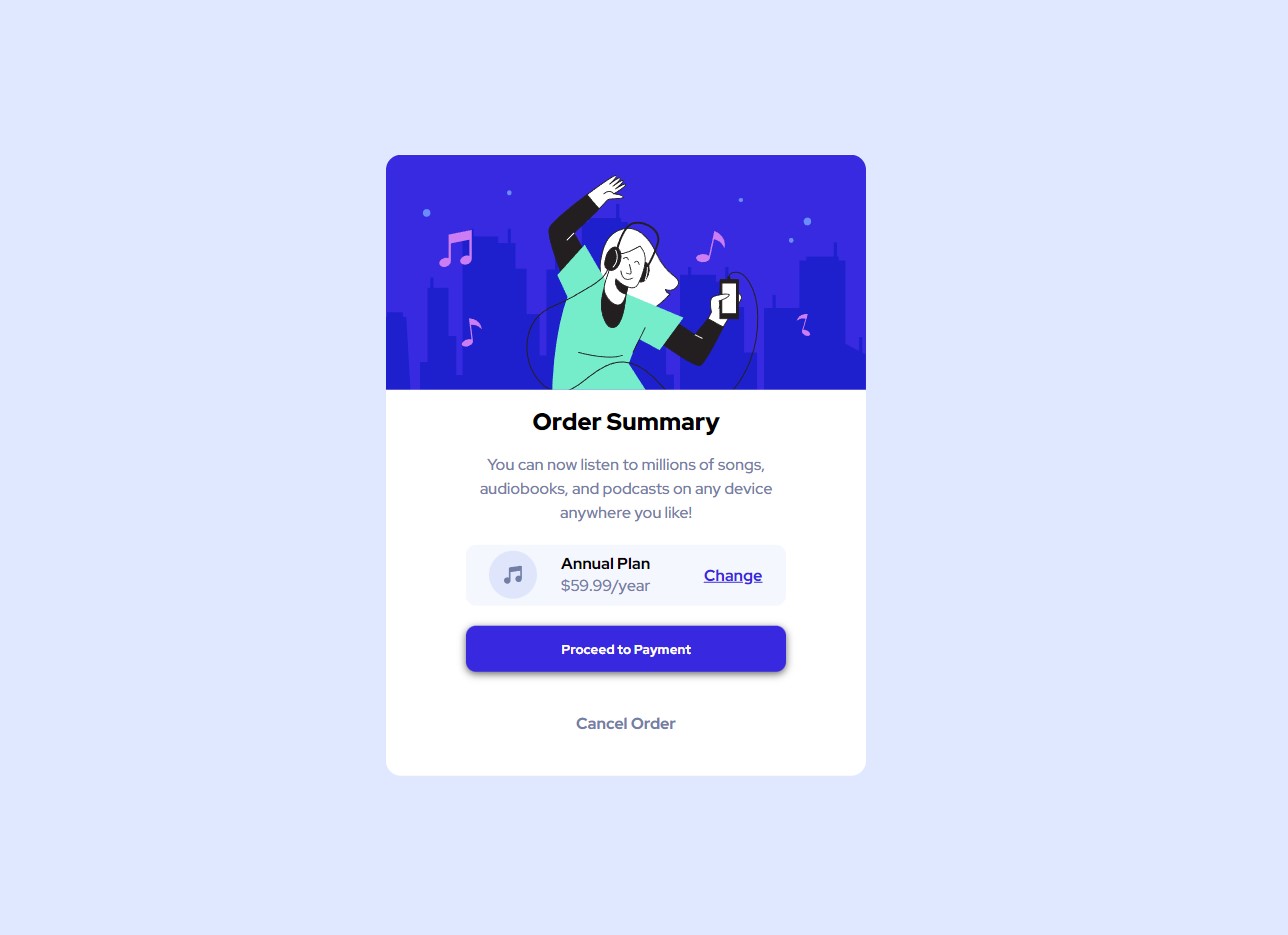 Order Summary
You can now listen to millions of songs,
audiobooks, and podcasts on any device
anywhere you like!
Annual Plan
$59.99/year
Change
Proceed to Payment
Cancel Order